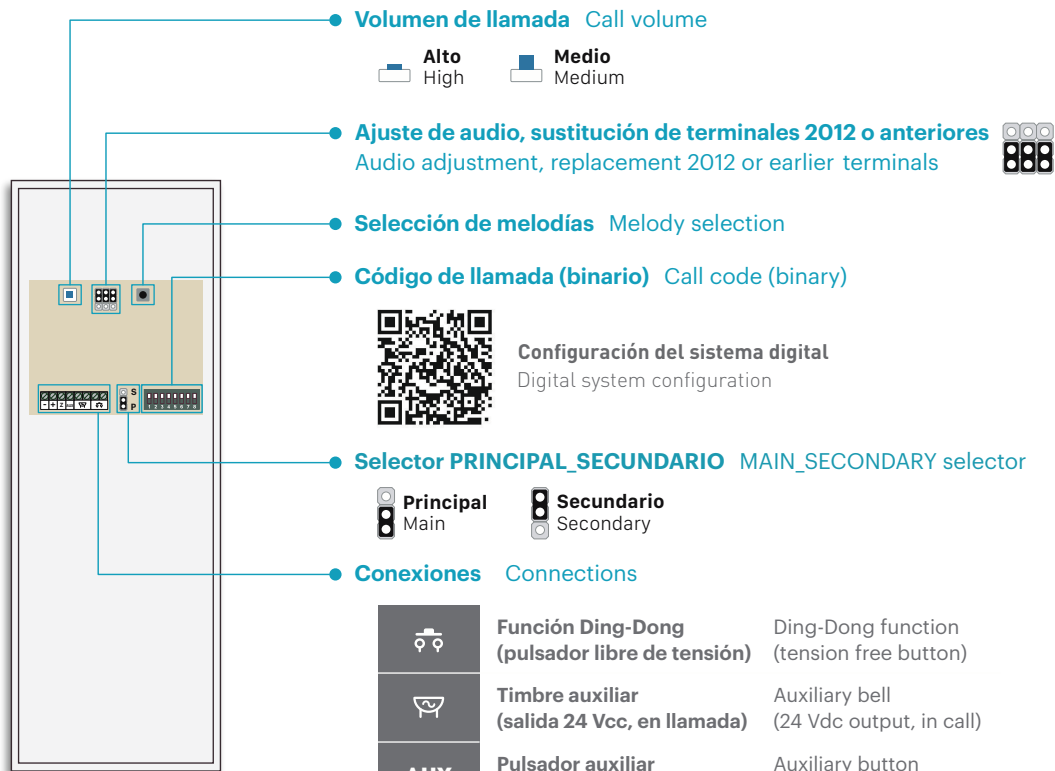 Volumen de llamada Call volume
Alto Medio
High Medium
Ajuste de audio, sustitución de terminales 2012 o anteriores
Audio adjustment, replacement 2012 or earlier terminals
Selección de melodías Melody selection
Código de llamada (binario) Call code (binary)
Configuración del sistema digital
Digital system configuration
S
P
- + Z
Selector PRINCIPAL_SECUNDARIO MAIN_SECONDARY selector
Principal Secundario
Main Secondary
Conexiones Connections
Función Ding-Dong Ding-Dong function
(pulsador libre de tensión) (tension free button)
Timbre auxiliar Auxiliary bell
(salida 24 Vcc, en llamada) (24 Vdc output, in call)
AUX Pulsador auxiliar Auxiliary button